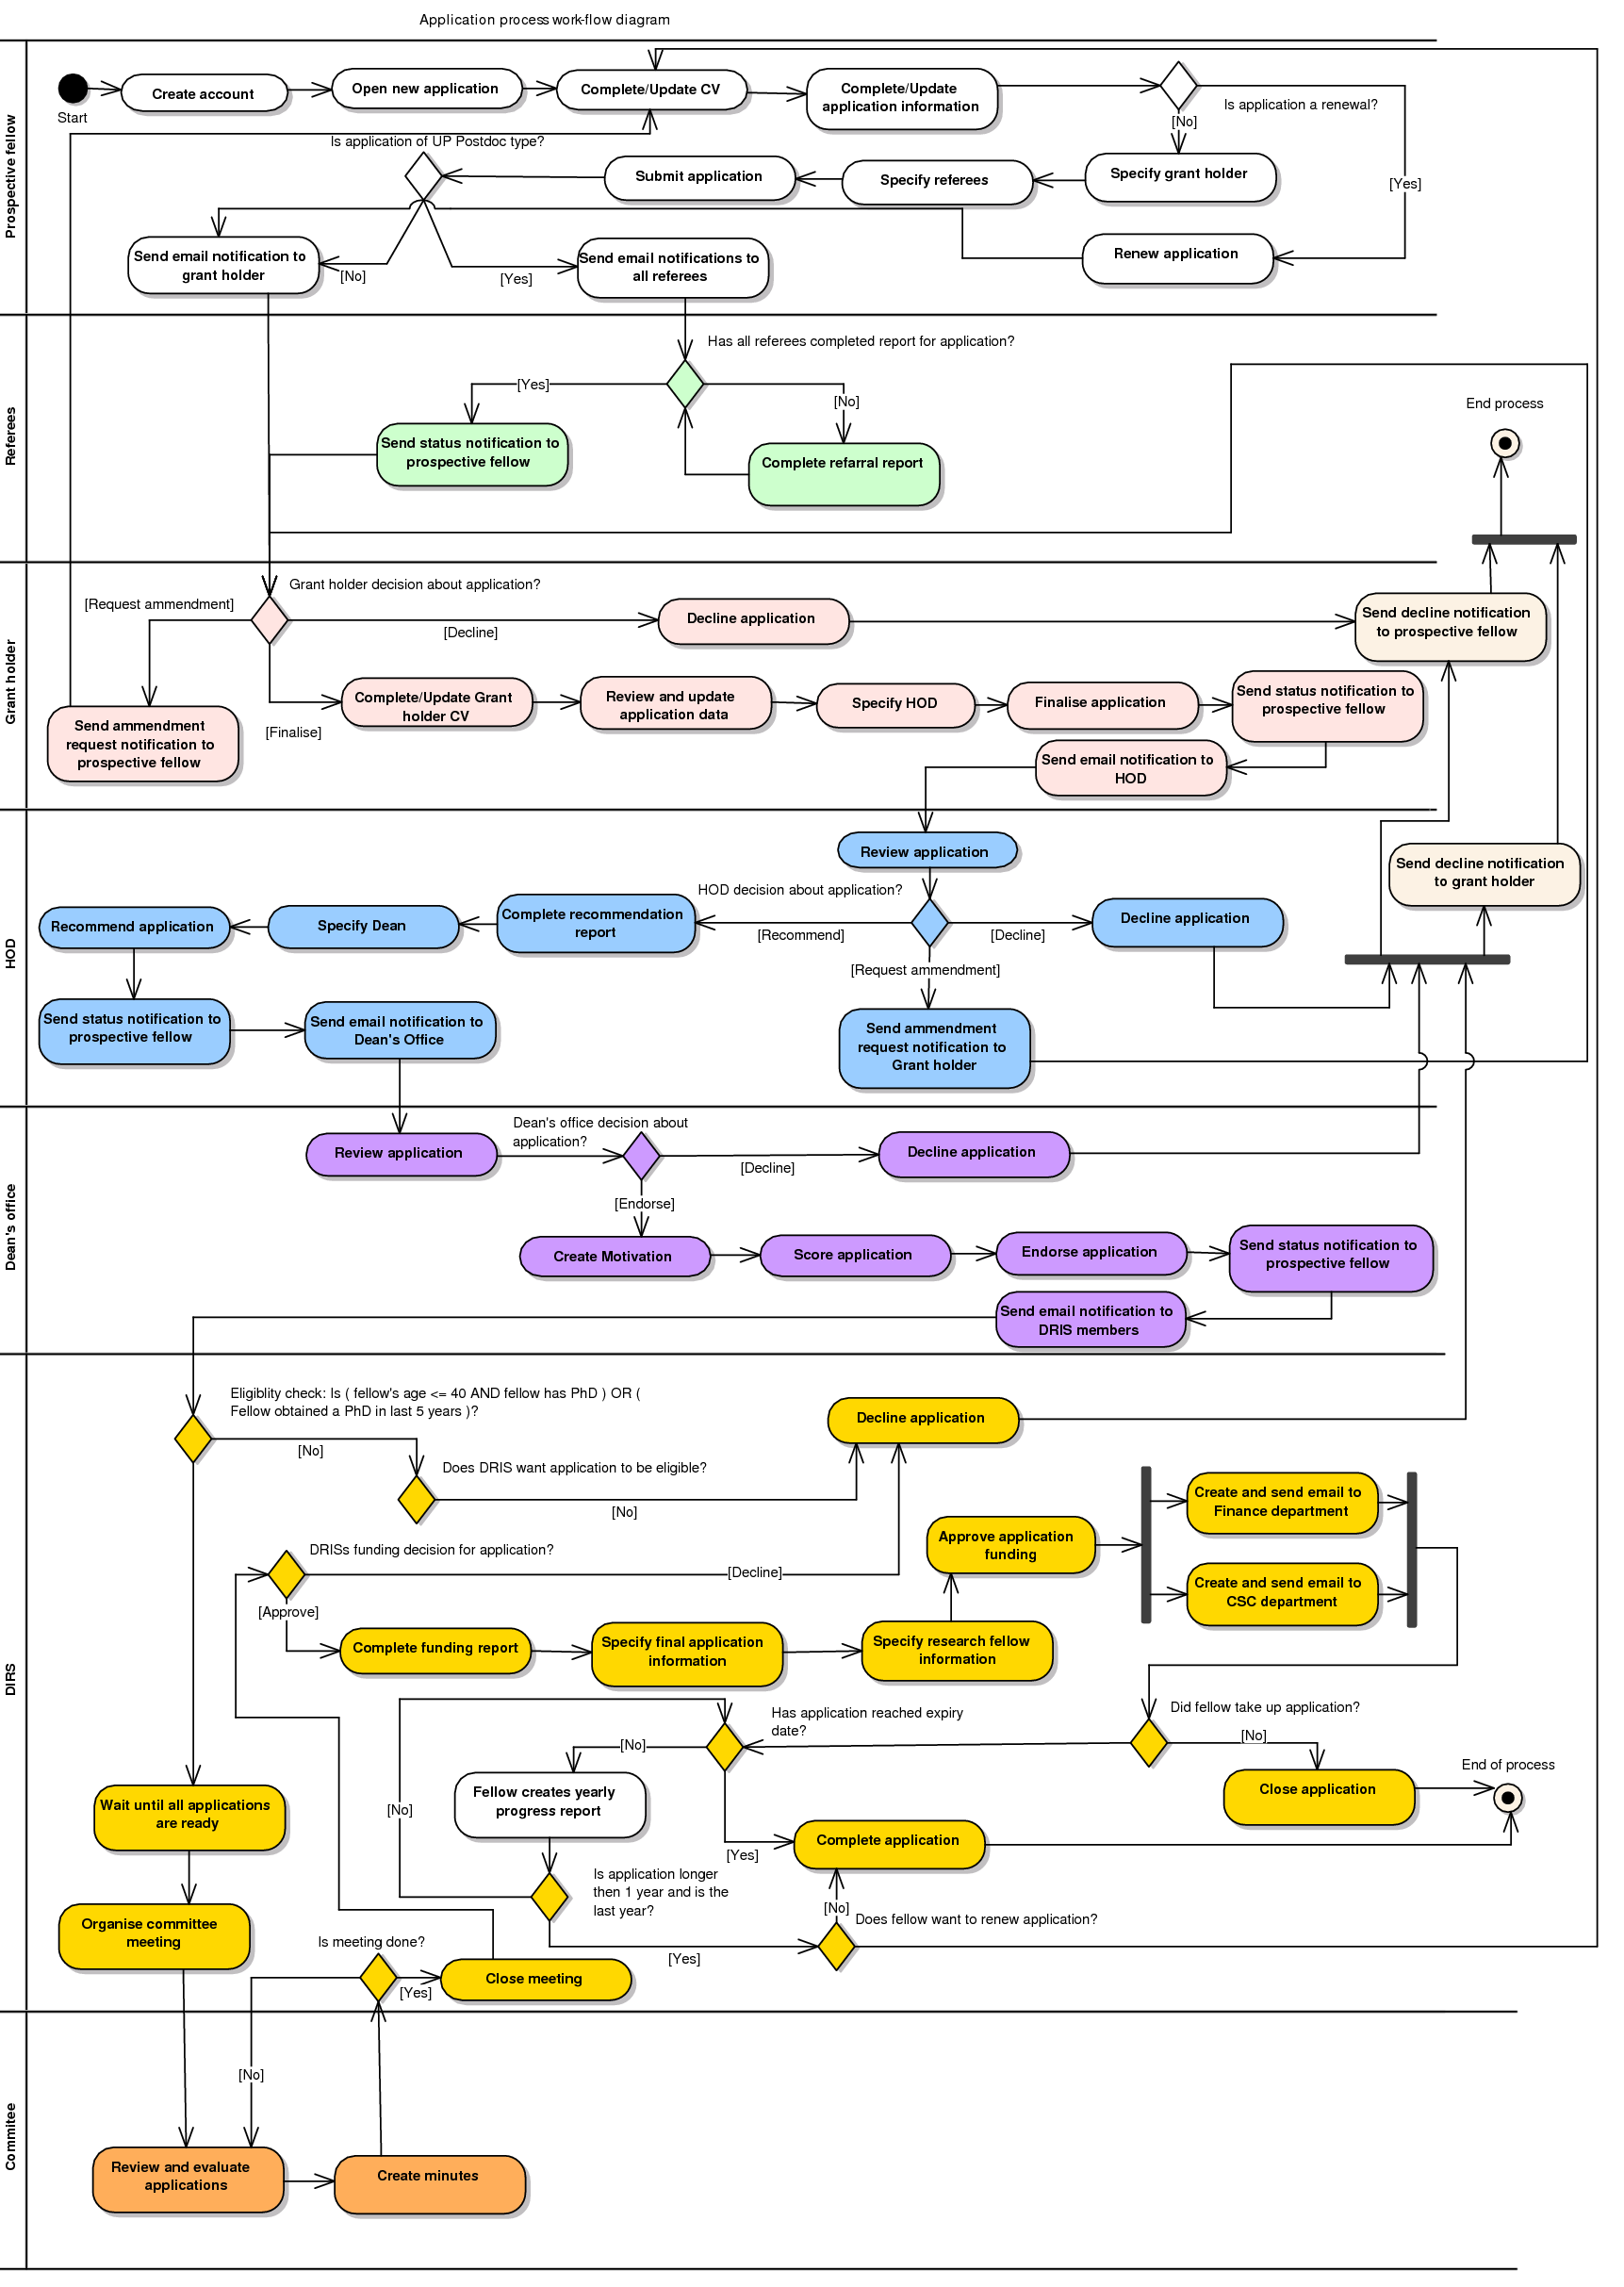 Application process work-flow diagram
Prospective fellow
Start
Create account
Open new application
Complete/Update CV
Complete/Update
application information
Is application a renewal?
[No]
[Yes]
Is application of UP Postdoc type?
Submit application
Specify referees
Specify grant holder
Send email notification to
grant holder
[No]
[Yes]
Send email notifications to
all referees
Renew application
Referees
Has all referees completed report for application?
[Yes]
[No]
Send status notification to
prospective fellow
Complete refarral report
End process
Grant holder
Grant holder decision about application?
[Request ammendment]
[Decline]
Decline application
Send decline notification
to prospective fellow
[Finalise]
Complete/Update Grant
holder CV
Review and update
application data
Specify HOD
Finalise application
Send status notification to
prospective fellow
Send ammendment
request notification to
prospective fellow
Send email notification to
HOD
HOD
Review application
Send decline notification
to grant holder
HOD decision about application?
Recommend application
Specify Dean
Complete recommendation
report
[Recommend]
[Decline]
Decline application
[Request ammendment]
Send status notification to
prospective fellow
Send email notification to
Dean's Office
Send ammendment
request notification to
Grant holder
Dean's office
Dean's office decision about
application?
Review application
[Decline]
Decline application
[Endorse]
Create Motivation
Score application
Endorse application
Send status notification to
prospective fellow
Send email notification to
DRIS members
DIRS
Eligiblity check: Is ( fellow's age <= 40 AND fellow has PhD ) OR (
Fellow obtained a PhD in last 5 years )?
[No]
Decline application
Does DRIS want application to be eligible?
[No]
Create and send email to
Finance department
Approve application
funding
DRISs funding decision for application?
[Decline]
Create and send email to
CSC department
[Approve]
Complete funding report
Specify final application
information
Specify research fellow
information
Has application reached expiry
date?
Did fellow take up application?
[No]
[No]
End of process
Fellow creates yearly
progress report
Close application
Wait until all applications
are ready
[No]
[Yes]
Complete application
Is application longer
then 1 year and is the
last year?
[No]
Does fellow want to renew application?
Organise committee
meeting
Is meeting done?
[Yes]
Close meeting
[Yes]
Commitee
[No]
Review and evaluate
applications
Create minutes